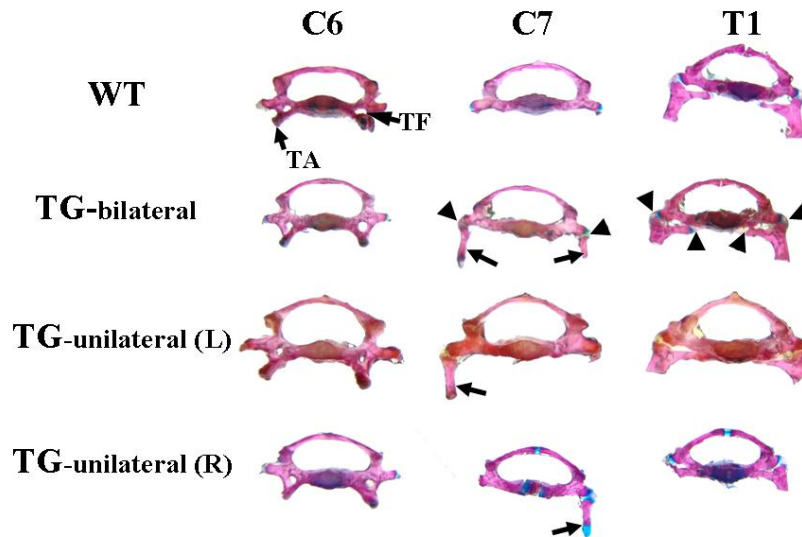 C6 C7 T1
WT
TF
TA
TG-bilateral
TG-unilateral (L)
TG-unilateral (R)